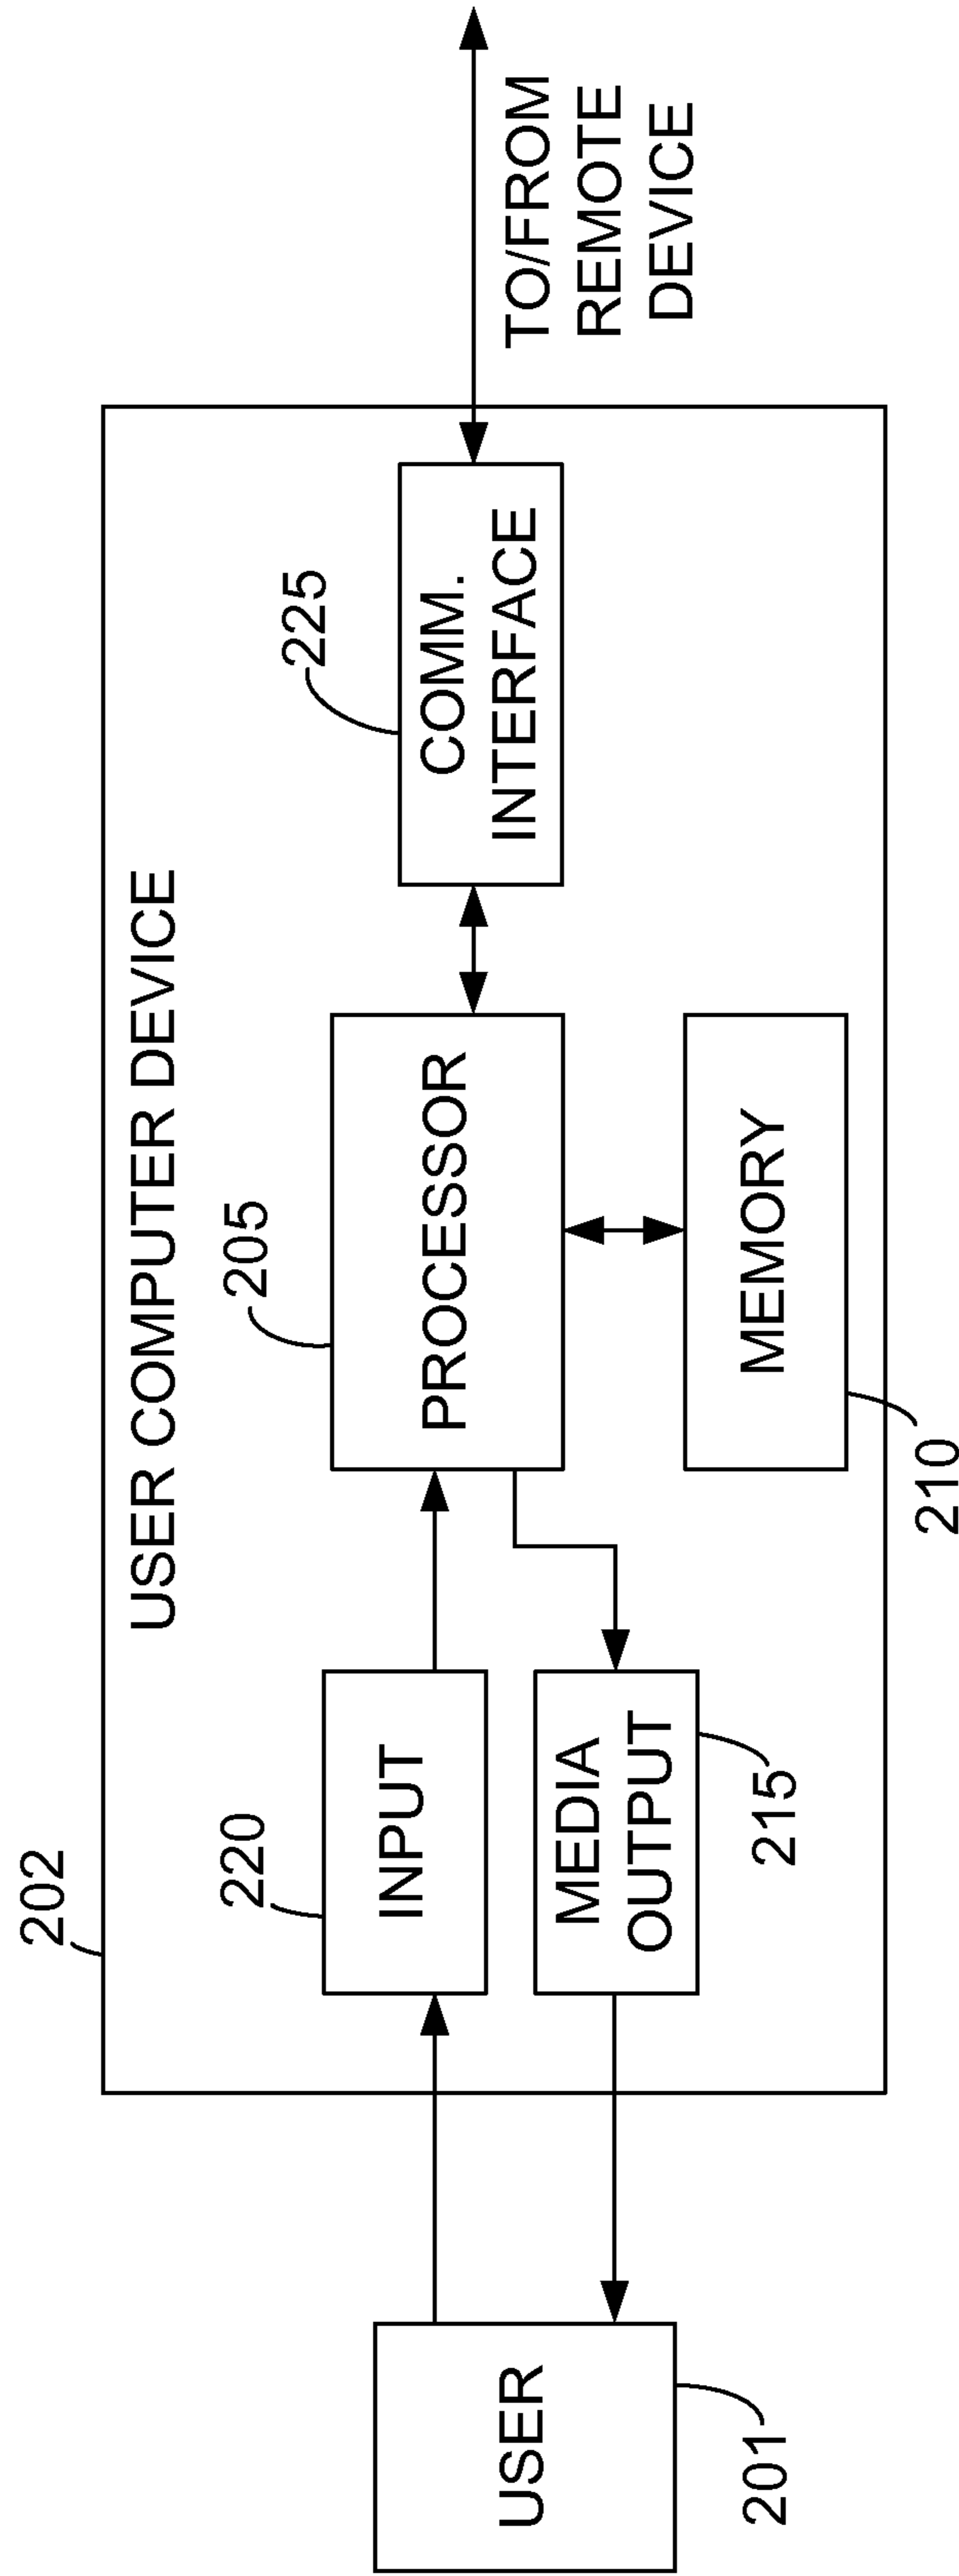 202
USER COMPUTER DEVICE
220
205
225
USER
INPUT
PROCESSOR
COMM.
INTERFACE
TO/FROM
REMOTE
DEVICE
MEDIA
OUTPUT
MEMORY
201
215
210